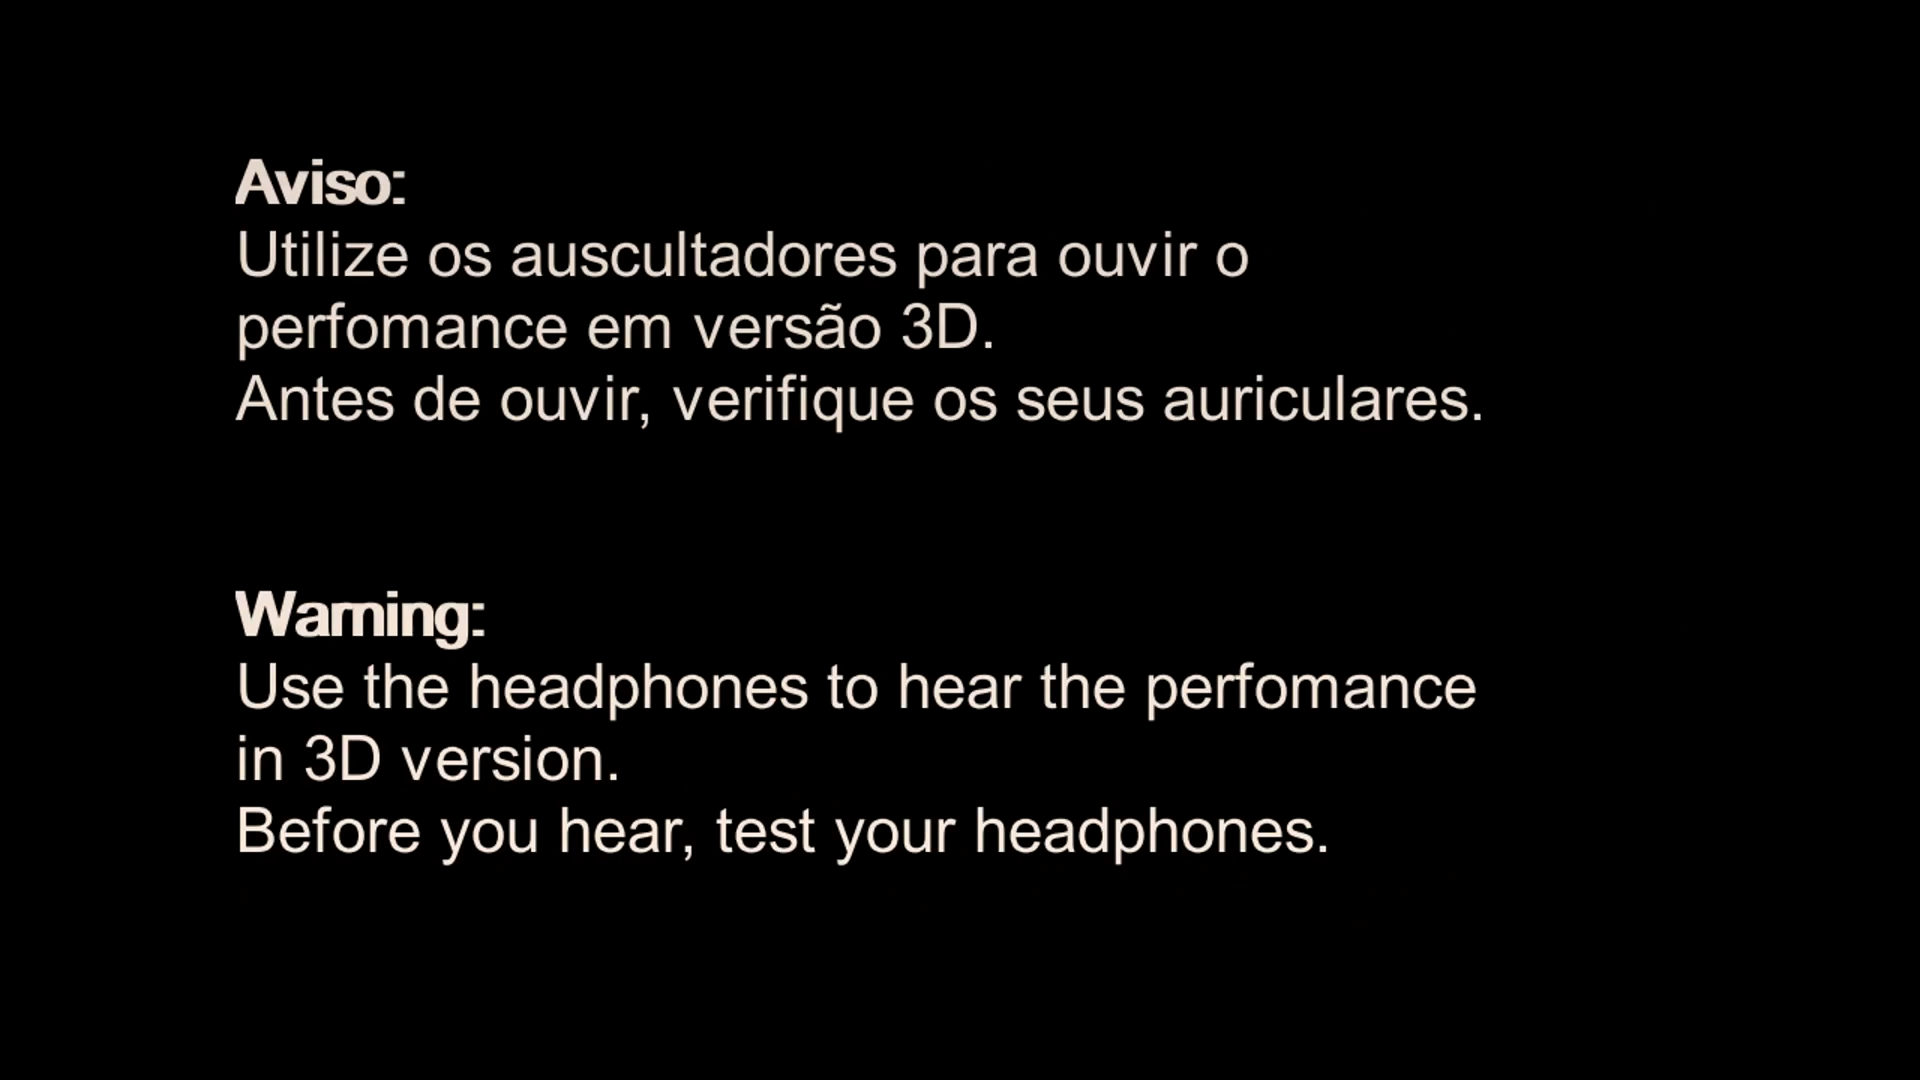 Aviso:
Utilize os auscultadores para ouvir o
perfomance em versão 3D.
Antes de ouvir, verifique os seus auriculares.
Warning:
Use the headphones to hear the perfomance
in 3D version.
Before you hear, test your headphones.